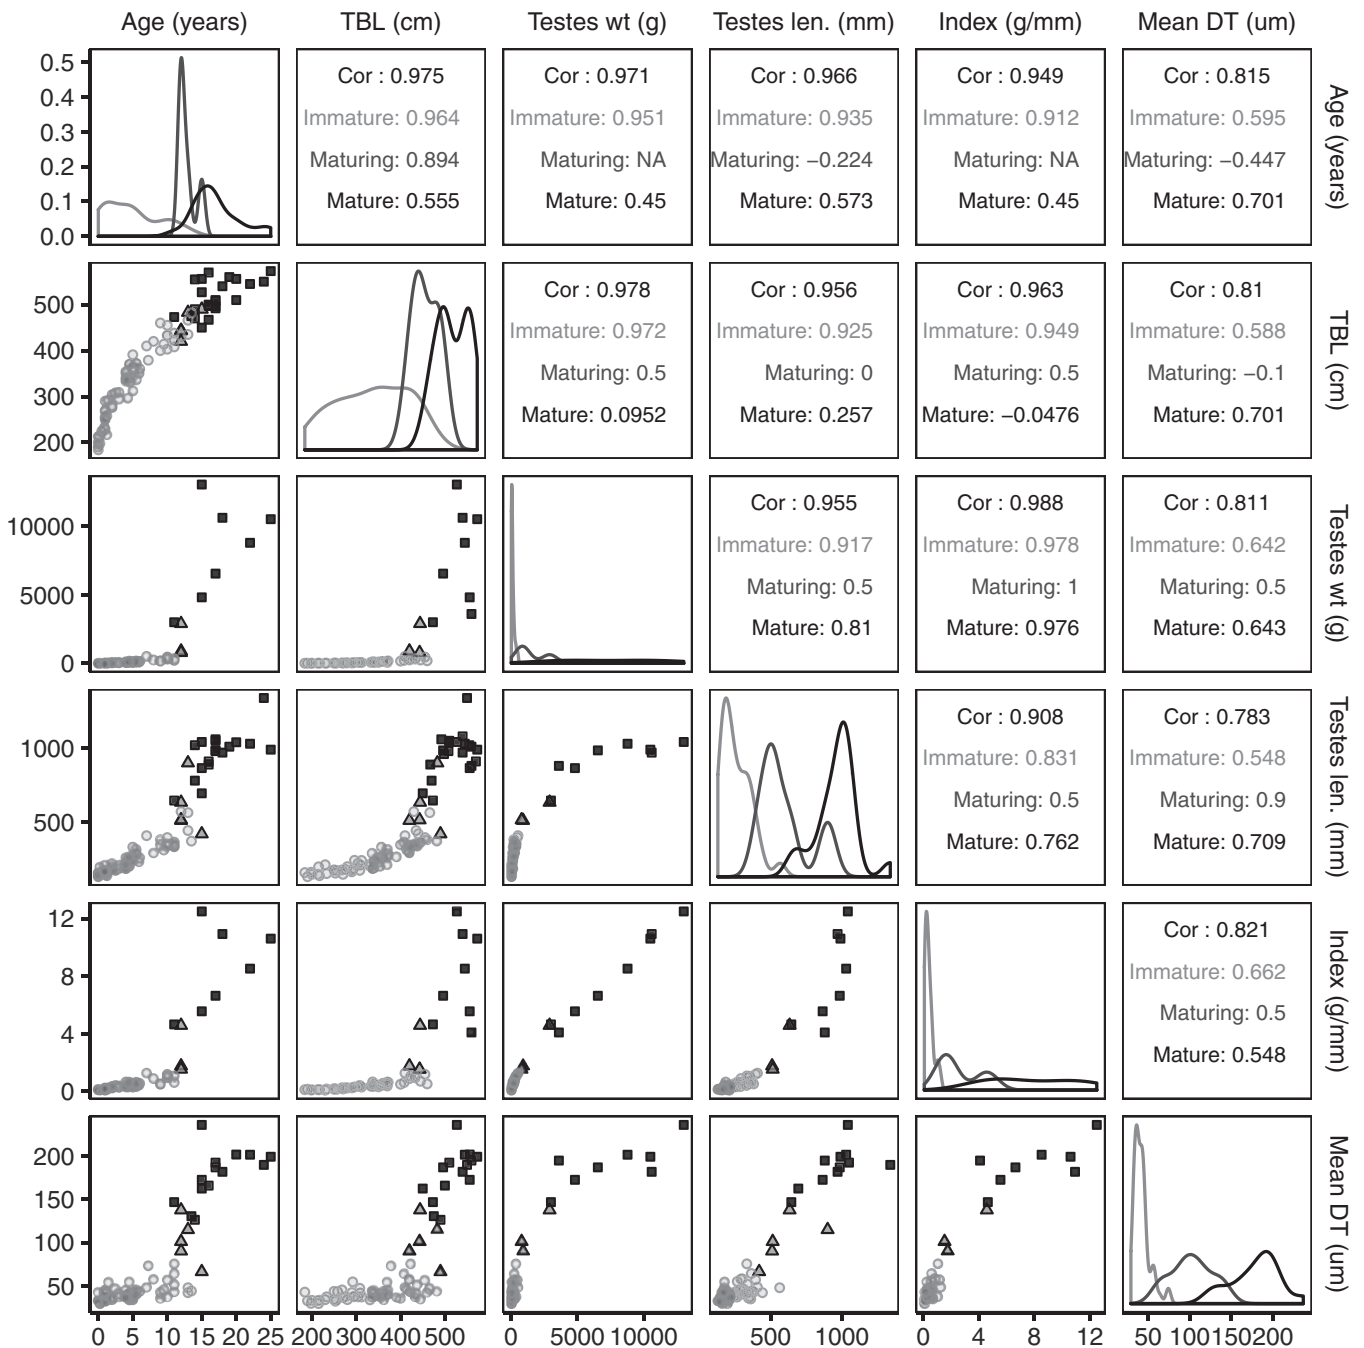 Age (years) TBL (cm) Testes wt (g) Testes len. (mm) Index (g/mm) Mean DT (um)
0.5
0.4
0.3
0.2
0.1
0.0
Cor : 0.975 Cor : 0.971 Cor : 0.966 Cor : 0.949 Cor : 0.815
Immature: 0.964 Immature: 0.951 Immature: 0.935 Immature: 0.912 Immature: 0.595
Maturing: 0.894 Maturing: NA Maturing: −0.224 Maturing: NA Maturing: −0.447
Mature: 0.555 Mature: 0.45 Mature: 0.573 Mature: 0.45 Mature: 0.701
Age (years)
500
400
300
200
Cor : 0.978 Cor : 0.956 Cor : 0.963 Cor : 0.81
Immature: 0.972 Immature: 0.925 Immature: 0.949 Immature: 0.588
Maturing: 0.5 Maturing: 0 Maturing: 0.5 Maturing: −0.1
Mature: 0.0952 Mature: 0.257 Mature: −0.0476 Mature: 0.701
TBL (cm)
10000
5000
0
Cor : 0.955 Cor : 0.988 Cor : 0.811
Immature: 0.917 Immature: 0.978 Immature: 0.642
Maturing: 0.5 Maturing: 1 Maturing: 0.5
Mature: 0.81 Mature: 0.976 Mature: 0.643
Testes wt (g)
1000
500
Cor : 0.908 Cor : 0.783
Immature: 0.831 Immature: 0.548
Maturing: 0.5 Maturing: 0.9
Mature: 0.762 Mature: 0.709
Testes len. (mm)
12
8
4
0
Cor : 0.821
Immature: 0.662
Maturing: 0.5
Mature: 0.548
Index (g/mm)
200
150
100
50
Mean DT (um)
0 5 10 15 20 25 200 300 400 500 0 5000 10000 500 1000 0 4 8 12 50 100 150 200